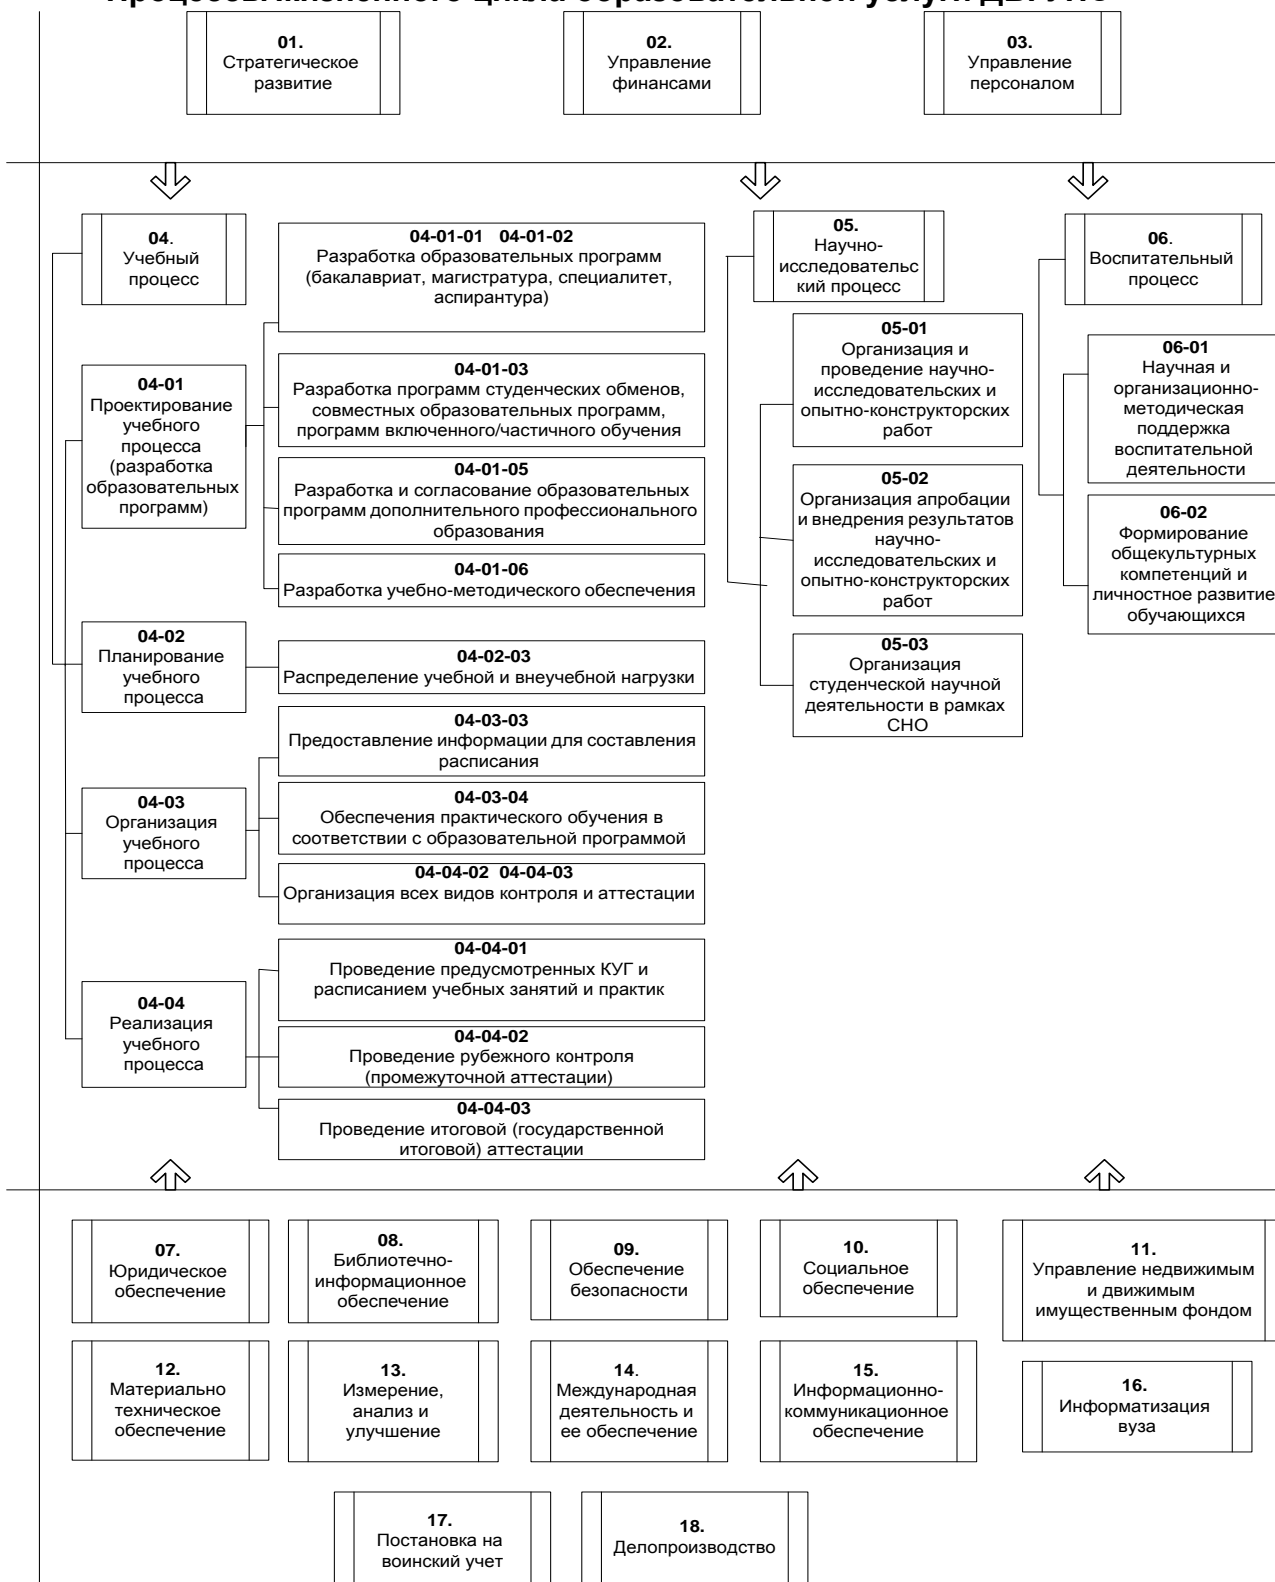 Процессы жизненного цикла образовательной услуги ДВГУПС
01.
Стратегическое
развитие
02.
Управление
финансами
03.
Управление
персоналом
04.
Учебный
процесс
04-01
Проектирование
учебного
процесса
(разработка
образовательных
программ)
04-01-01 04-01-02
Разработка образовательных программ
(бакалавриат, магистратура, специалитет,
аспирантура)
04-01-03
Разработка программ студенческих обменов,
совместных образовательных программ,
программ включенного/частичного обучения
04-01-05
Разработка и согласование образовательных
программ дополнительного профессионального
образования
04-01-06
Разработка учебно-методического обеспечения
04-02
Планирование
учебного
процесса
04-02-03
Распределение учебной и внеучебной нагрузки
04-03
Организация
учебного
процесса
04-03-03
Предоставление информации для составления
расписания
04-03-04
Обеспечения практического обучения в
соответствии с образовательной программой
04-04-02 04-04-03
Организация всех видов контроля и аттестации
04-04
Реализация
учебного
процесса
04-04-01
Проведение предусмотренных КУГ и
расписанием учебных занятий и практик
04-04-02
Проведение рубежного контроля
(промежуточной аттестации)
04-04-03
Проведение итоговой (государственной
итоговой) аттестации
05.
Научно-
исследовательс
кий процесс
05-01
Организация и
проведение научно-
исследовательских и
опытно-конструкторских
работ
05-02
Организация апробации
и внедрения результатов
научно-
исследовательских и
опытно-конструкторских
работ
05-03
Организация
студенческой научной
деятельности в рамках
СНО
06.
Воспитательный
процесс
06-01
Научная и
организационно-
методическая
поддержка
воспитательной
деятельности
06-02
Формирование
общекультурных
компетенций и
личностное развитие
обучающихся
07.
Юридическое
обеспечение
08.
Библиотечно-
информационное
обеспечение
09.
Обеспечение
безопасности
10.
Социальное
обеспечение
11.
Управление недвижимым
и движимым
имущественным фондом
12.
Материально
техническое
обеспечение
13.
Измерение,
анализ и
улучшение
14.
Международная
деятельность и
ее обеспечение
15.
Информационно-
коммуникационное
обеспечение
16.
Информатизация
вуза
17.
Постановка на
воинский учет
18.
Делопроизводство